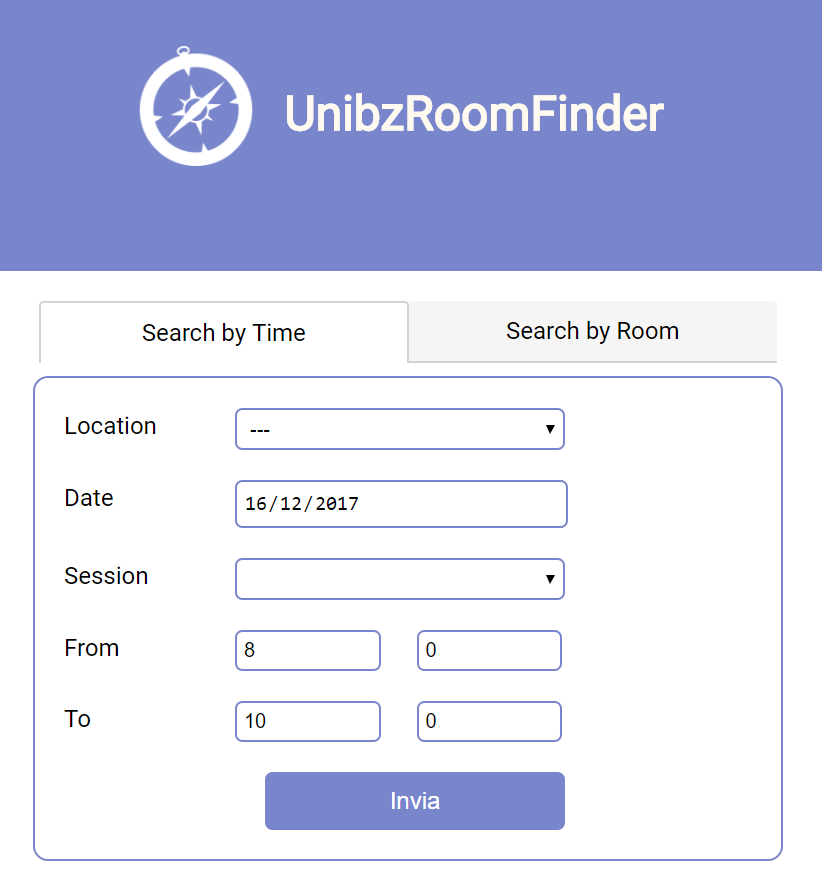 UnibzRoomFinder
Search by Time Search by Room
Location ---
Date 16/12/2017
Session
From 8 0
To 10 0
Invia